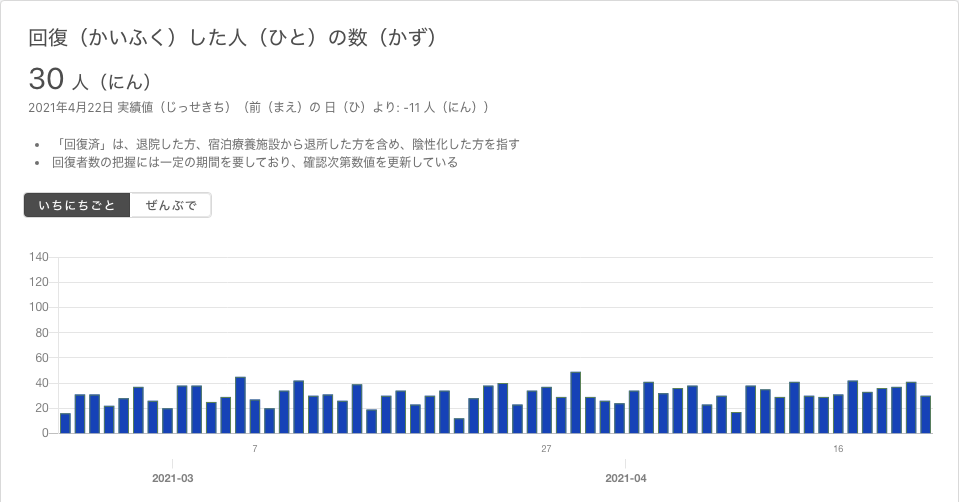 回復（かいふく）した人（ひと）の数（かず）
30 人（にん）
2021年4月22日 実績値（じっせきち）（前（まえ）の 日（ひ）より: -11 人（にん））
• 「回復済」は、退院した方、宿泊療養施設から退所した方を含め、陰性化した方を指す
• 回復者数の把握には一定の期間を要しており、確認次第数値を更新している
いちにちごと ぜんぶで
140
120
100
80
60
40
20
0
7 27 16
2021-03 2021-04